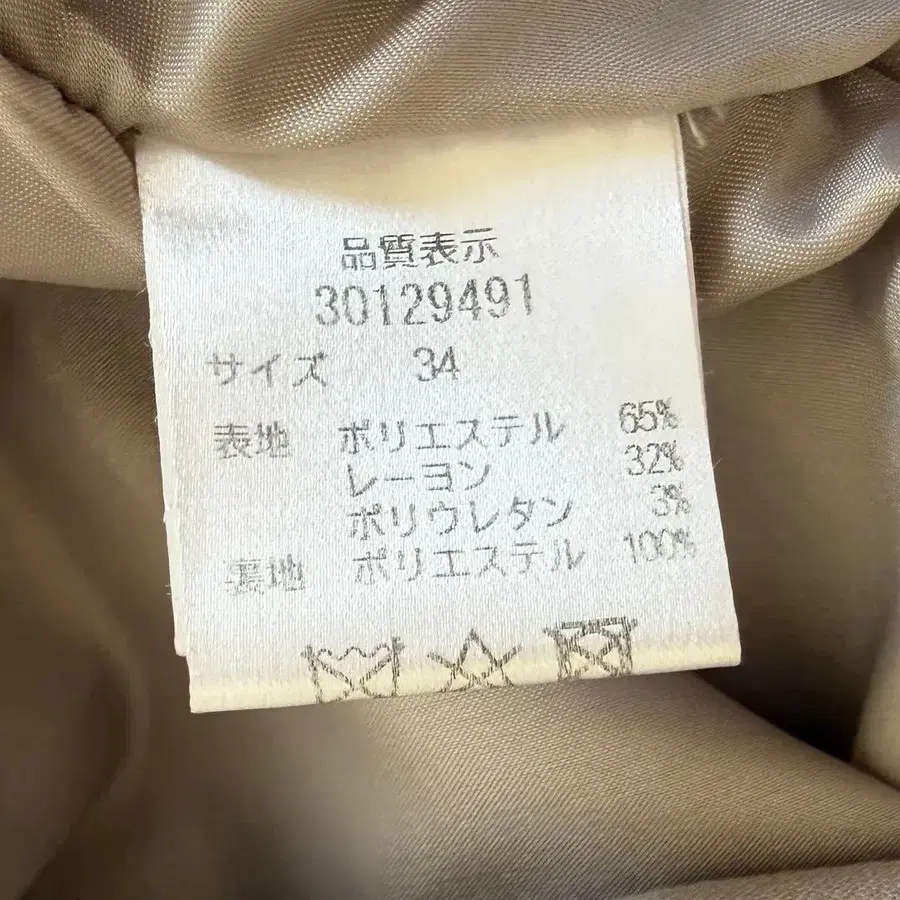 品質表示
30129491
サイズ 34
表地 ポリエステル 65%
レーヨン 32%
ポリウレタン 3%
裏地 ポリエステル 100%